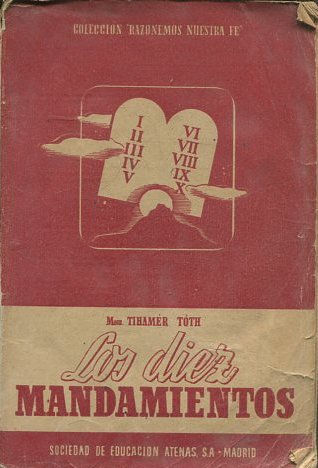 COLECCION "RAZONEMOS NUESTRA FE"
I
II
III
IV
V
VI
VII
VIII
IX
X
Mons. TIHAMÉR TÓTH
Los diez
MANDAMIENTOS
SOCIEDAD DE EDUCACION ATENAS, S.A - MADRID